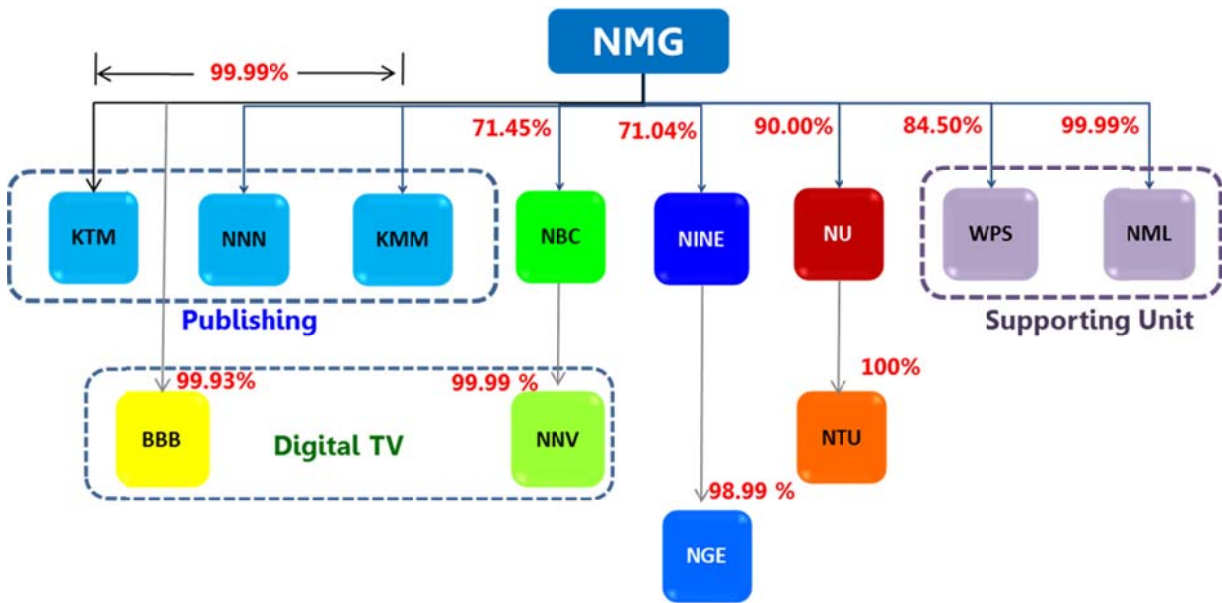 NMG
99.99%
71.45%
71.04%
90.00%
84.50%
99.99%
KTM
NNN
KMM
NBC
NINE
NU
WPS
NML
Publishing
Supporting Unit
99.93%
99.99 %
100%
BBB
Digital TV
NNV
NTU
98.99 %
NGE